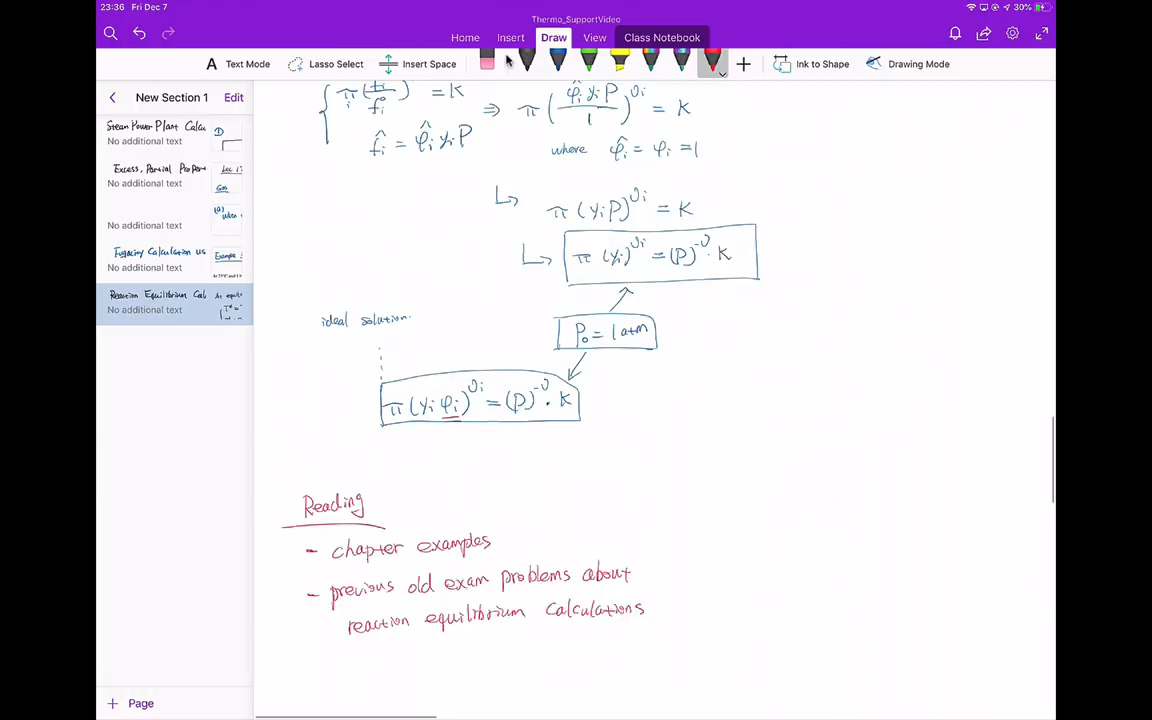 23:36 Fri Dec 7
30%
Thermo_SupportVideo
Home Insert Draw View Class Notebook
Text Mode Lasso Select Insert Space Ink to Shape Drawing Mode
New Section 1 Edit
Steam Power Plant Calcu
No additional text
Excess, Partial Proper
No additional text
No additional text
Fugacity Calculation us
No additional text
Reaction Equilibrium Cal
No additional text
Page
π(f̂i/fi°) = K ⇒ π(φ̂i yi P/1)^υi = K
f̂i = φ̂i yi P
where φ̂i = φi = 1
π(yi P)^υi = K
π(yi)^υi = (P)^-υ · K
ideal solution.
P₀ = 1 atm
π(yi φi)^υi = (P)^-υ · K
Reading
- chapter examples
- previous old exam problems about
reaction equilibrium calculations